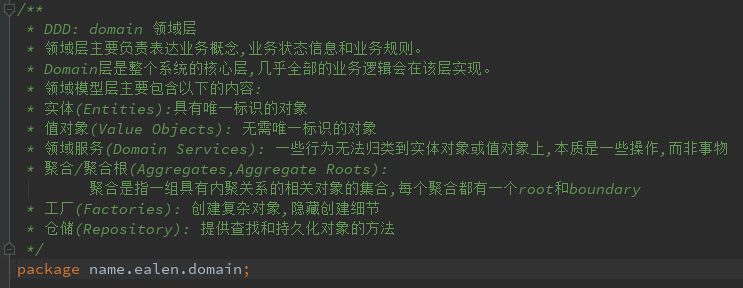 /**
* DDD: domain 领域层
* 领域层主要负责表达业务概念,业务状态信息和业务规则。
* Domain层是整个系统的核心层,几乎全部的业务逻辑会在该层实现。
* 领域模型层主要包含以下的内容:
* 实体(Entities):具有唯一标识的对象
* 值对象(Value Objects): 无需唯一标识的对象
* 领域服务(Domain Services): 一些行为无法归类到实体对象或值对象上,本质是一些操作,而非事物
* 聚合/聚合根(Aggregates,Aggregate Roots):
聚合是指一组具有内聚关系的相关对象的集合,每个聚合都有一个root和boundary
* 工厂(Factories): 创建复杂对象,隐藏创建细节
* 仓储(Repository): 提供查找和持久化对象的方法
*/
package name.ealen.domain;